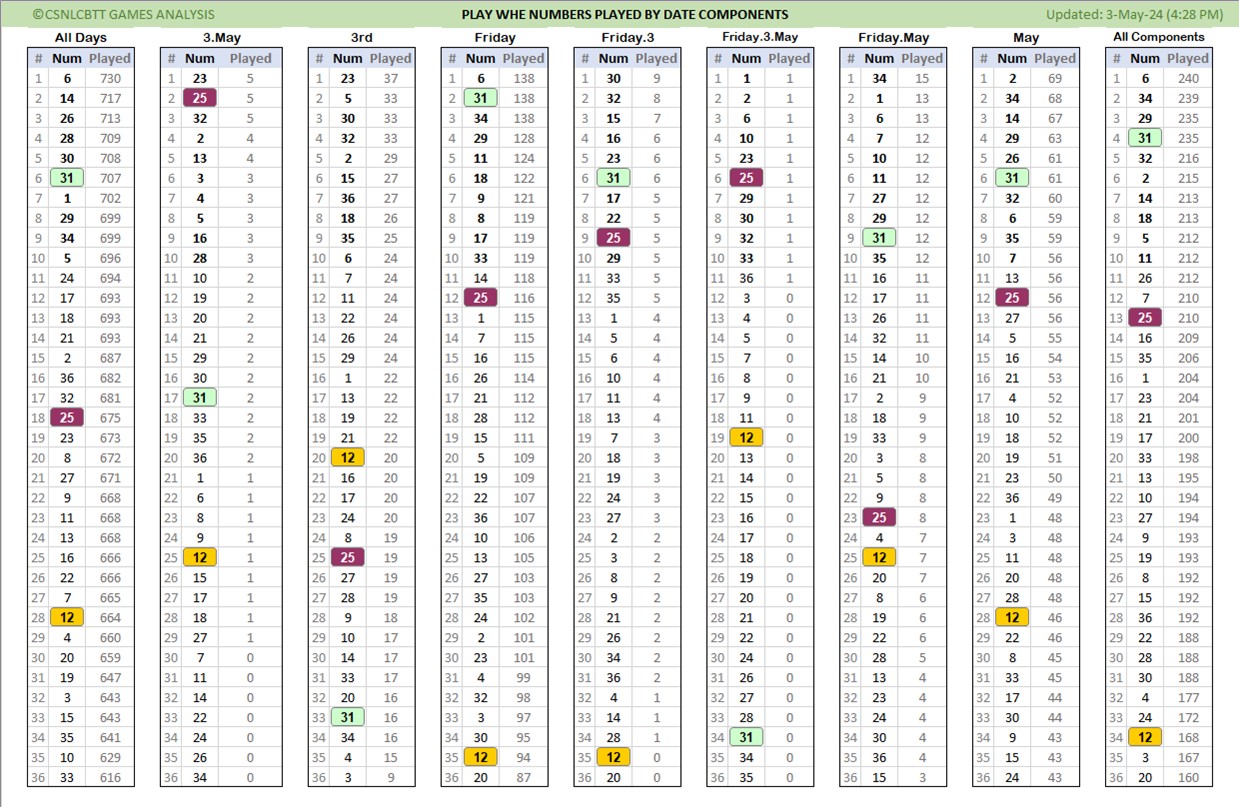 ©CSNLCBTT GAMES ANALYSIS PLAY WHE NUMBERS PLAYED BY DATE COMPONENTS Updated: 3-May-24 (4:28 PM)
All Days 3.May 3rd Friday Friday.3 Friday.3.May Friday.May May All Components
# Num Played # Num Played # Num Played # Num Played # Num Played # Num Played # Num Played # Num Played # Num Played
1 6 730 1 23 5 1 23 37 1 6 138 1 30 9 1 1 1 1 34 15 1 2 69 1 6 240
2 14 717 2 25 5 2 5 33 2 31 138 2 32 8 2 2 1 2 1 13 2 34 68 2 34 239
3 26 713 3 32 5 3 30 33 3 34 138 3 15 7 3 6 1 3 6 13 3 14 67 3 29 235
4 28 709 4 2 4 4 32 33 4 29 128 4 16 6 4 10 1 4 7 12 4 29 63 4 31 235
5 30 708 5 13 4 5 2 29 5 11 124 5 23 6 5 23 1 5 10 12 5 26 61 5 32 216
6 31 707 6 3 3 6 15 27 6 18 122 6 31 6 6 25 1 6 11 12 6 31 61 6 2 215
7 1 702 7 4 3 7 36 27 7 9 121 7 17 5 7 29 1 7 27 12 7 32 60 7 14 213
8 29 699 8 5 3 8 18 26 8 8 119 8 22 5 8 30 1 8 29 12 8 6 59 8 18 213
9 34 699 9 16 3 9 35 25 9 17 119 9 25 5 9 32 1 9 31 12 9 35 59 9 5 212
10 5 696 10 28 3 10 6 24 10 33 119 10 29 5 10 33 1 10 35 12 10 7 56 10 11 212
11 24 694 11 10 2 11 7 24 11 14 118 11 33 5 11 36 1 11 16 11 11 13 56 11 26 212
12 17 693 12 19 2 12 11 24 12 25 116 12 35 5 12 3 0 12 17 11 12 25 56 12 7 210
13 18 693 13 20 2 13 22 24 13 1 115 13 1 4 13 4 0 13 26 11 13 27 56 13 25 210
14 21 693 14 21 2 14 26 24 14 7 115 14 5 4 14 5 0 14 32 11 14 5 55 14 16 209
15 2 687 15 29 2 15 29 24 15 16 115 15 6 4 15 7 0 15 14 10 15 16 54 15 35 206
16 36 682 16 30 2 16 1 22 16 26 114 16 10 4 16 8 0 16 21 10 16 21 53 16 1 204
17 32 681 17 31 2 17 13 22 17 21 112 17 11 4 17 9 0 17 2 9 17 4 52 17 23 204
18 25 675 18 33 2 18 19 22 18 28 112 18 13 4 18 11 0 18 18 9 18 10 52 18 21 201
19 23 673 19 35 2 19 21 22 19 15 111 19 7 3 19 12 0 19 33 9 19 18 52 19 17 200
20 8 672 20 36 2 20 12 20 20 5 109 20 18 3 20 13 0 20 3 8 20 19 51 20 33 198
21 27 671 21 1 1 21 16 20 21 19 109 21 19 3 21 14 0 21 5 8 21 23 50 21 13 195
22 9 668 22 6 1 22 17 20 22 22 107 22 24 3 22 15 0 22 9 8 22 36 49 22 10 194
23 11 668 23 8 1 23 24 20 23 36 107 23 27 3 23 16 0 23 25 8 23 1 48 23 27 194
24 13 668 24 9 1 24 8 19 24 10 106 24 2 2 24 17 0 24 4 7 24 3 48 24 9 193
25 16 666 25 12 1 25 25 19 25 13 105 25 3 2 25 18 0 25 12 7 25 11 48 25 19 193
26 22 666 26 15 1 26 27 19 26 27 103 26 8 2 26 19 0 26 20 7 26 20 48 26 8 192
27 7 665 27 17 1 27 28 19 27 35 103 27 9 2 27 20 0 27 8 6 27 28 48 27 15 192
28 12 664 28 18 1 28 9 18 28 24 102 28 21 2 28 21 0 28 19 6 28 12 46 28 36 192
29 4 660 29 27 1 29 10 17 29 2 101 29 26 2 29 22 0 29 22 6 29 22 46 29 22 188
30 20 659 30 7 0 30 14 17 30 23 101 30 34 2 30 24 0 30 28 5 30 8 45 30 28 188
31 19 647 31 11 0 31 33 17 31 4 99 31 36 2 31 26 0 31 13 4 31 33 45 31 30 188
32 3 643 32 14 0 32 20 16 32 32 98 32 4 1 32 27 0 32 23 4 32 17 44 32 4 177
33 15 643 33 22 0 33 31 16 33 3 97 33 14 1 33 28 0 33 24 4 33 30 44 33 24 172
34 35 641 34 24 0 34 34 16 34 30 95 34 28 1 34 31 0 34 30 4 34 9 43 34 12 168
35 10 629 35 26 0 35 4 15 35 12 94 35 12 0 35 34 0 35 36 4 35 15 43 35 3 167
36 33 616 36 34 0 36 3 9 36 20 87 36 20 0 36 35 0 36 15 3 36 24 43 36 20 160